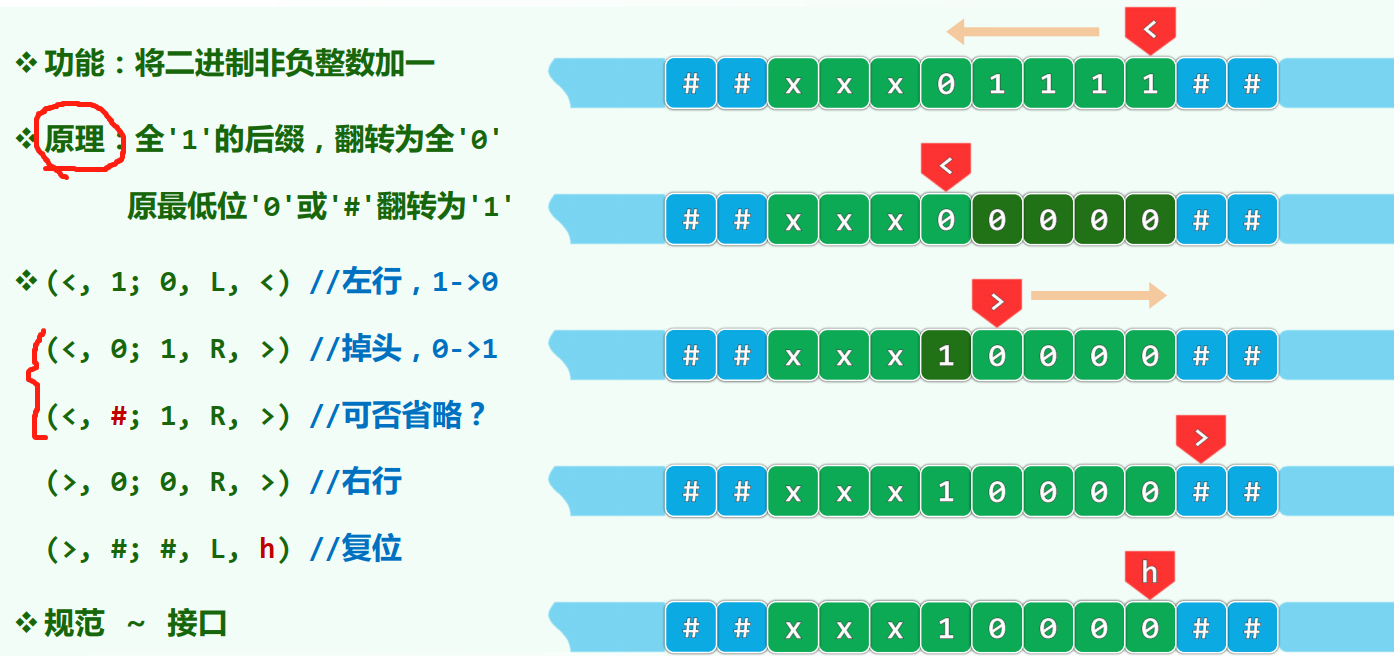 ❖ 功能：将二进制非负整数加一
❖ 原理：全'1'的后缀，翻转为全'0'
原最低位'0'或'#'翻转为'1'
❖ (<, 1; 0, L, <) //左行，1->0
(<, 0; 1, R, >) //掉头，0->1
(<, #; 1, R, >) //可否省略？
(>, 0; 0, R, >) //右行
(>, #; #, L, h) //复位
❖ 规范 ~ 接口
<
# # x x x 0 1 1 1 1 # #
<
# # x x x 0 0 0 0 0 # #
>
# # x x x 1 0 0 0 0 # #
>
# # x x x 1 0 0 0 0 # #
h
# # x x x 1 0 0 0 0 # #